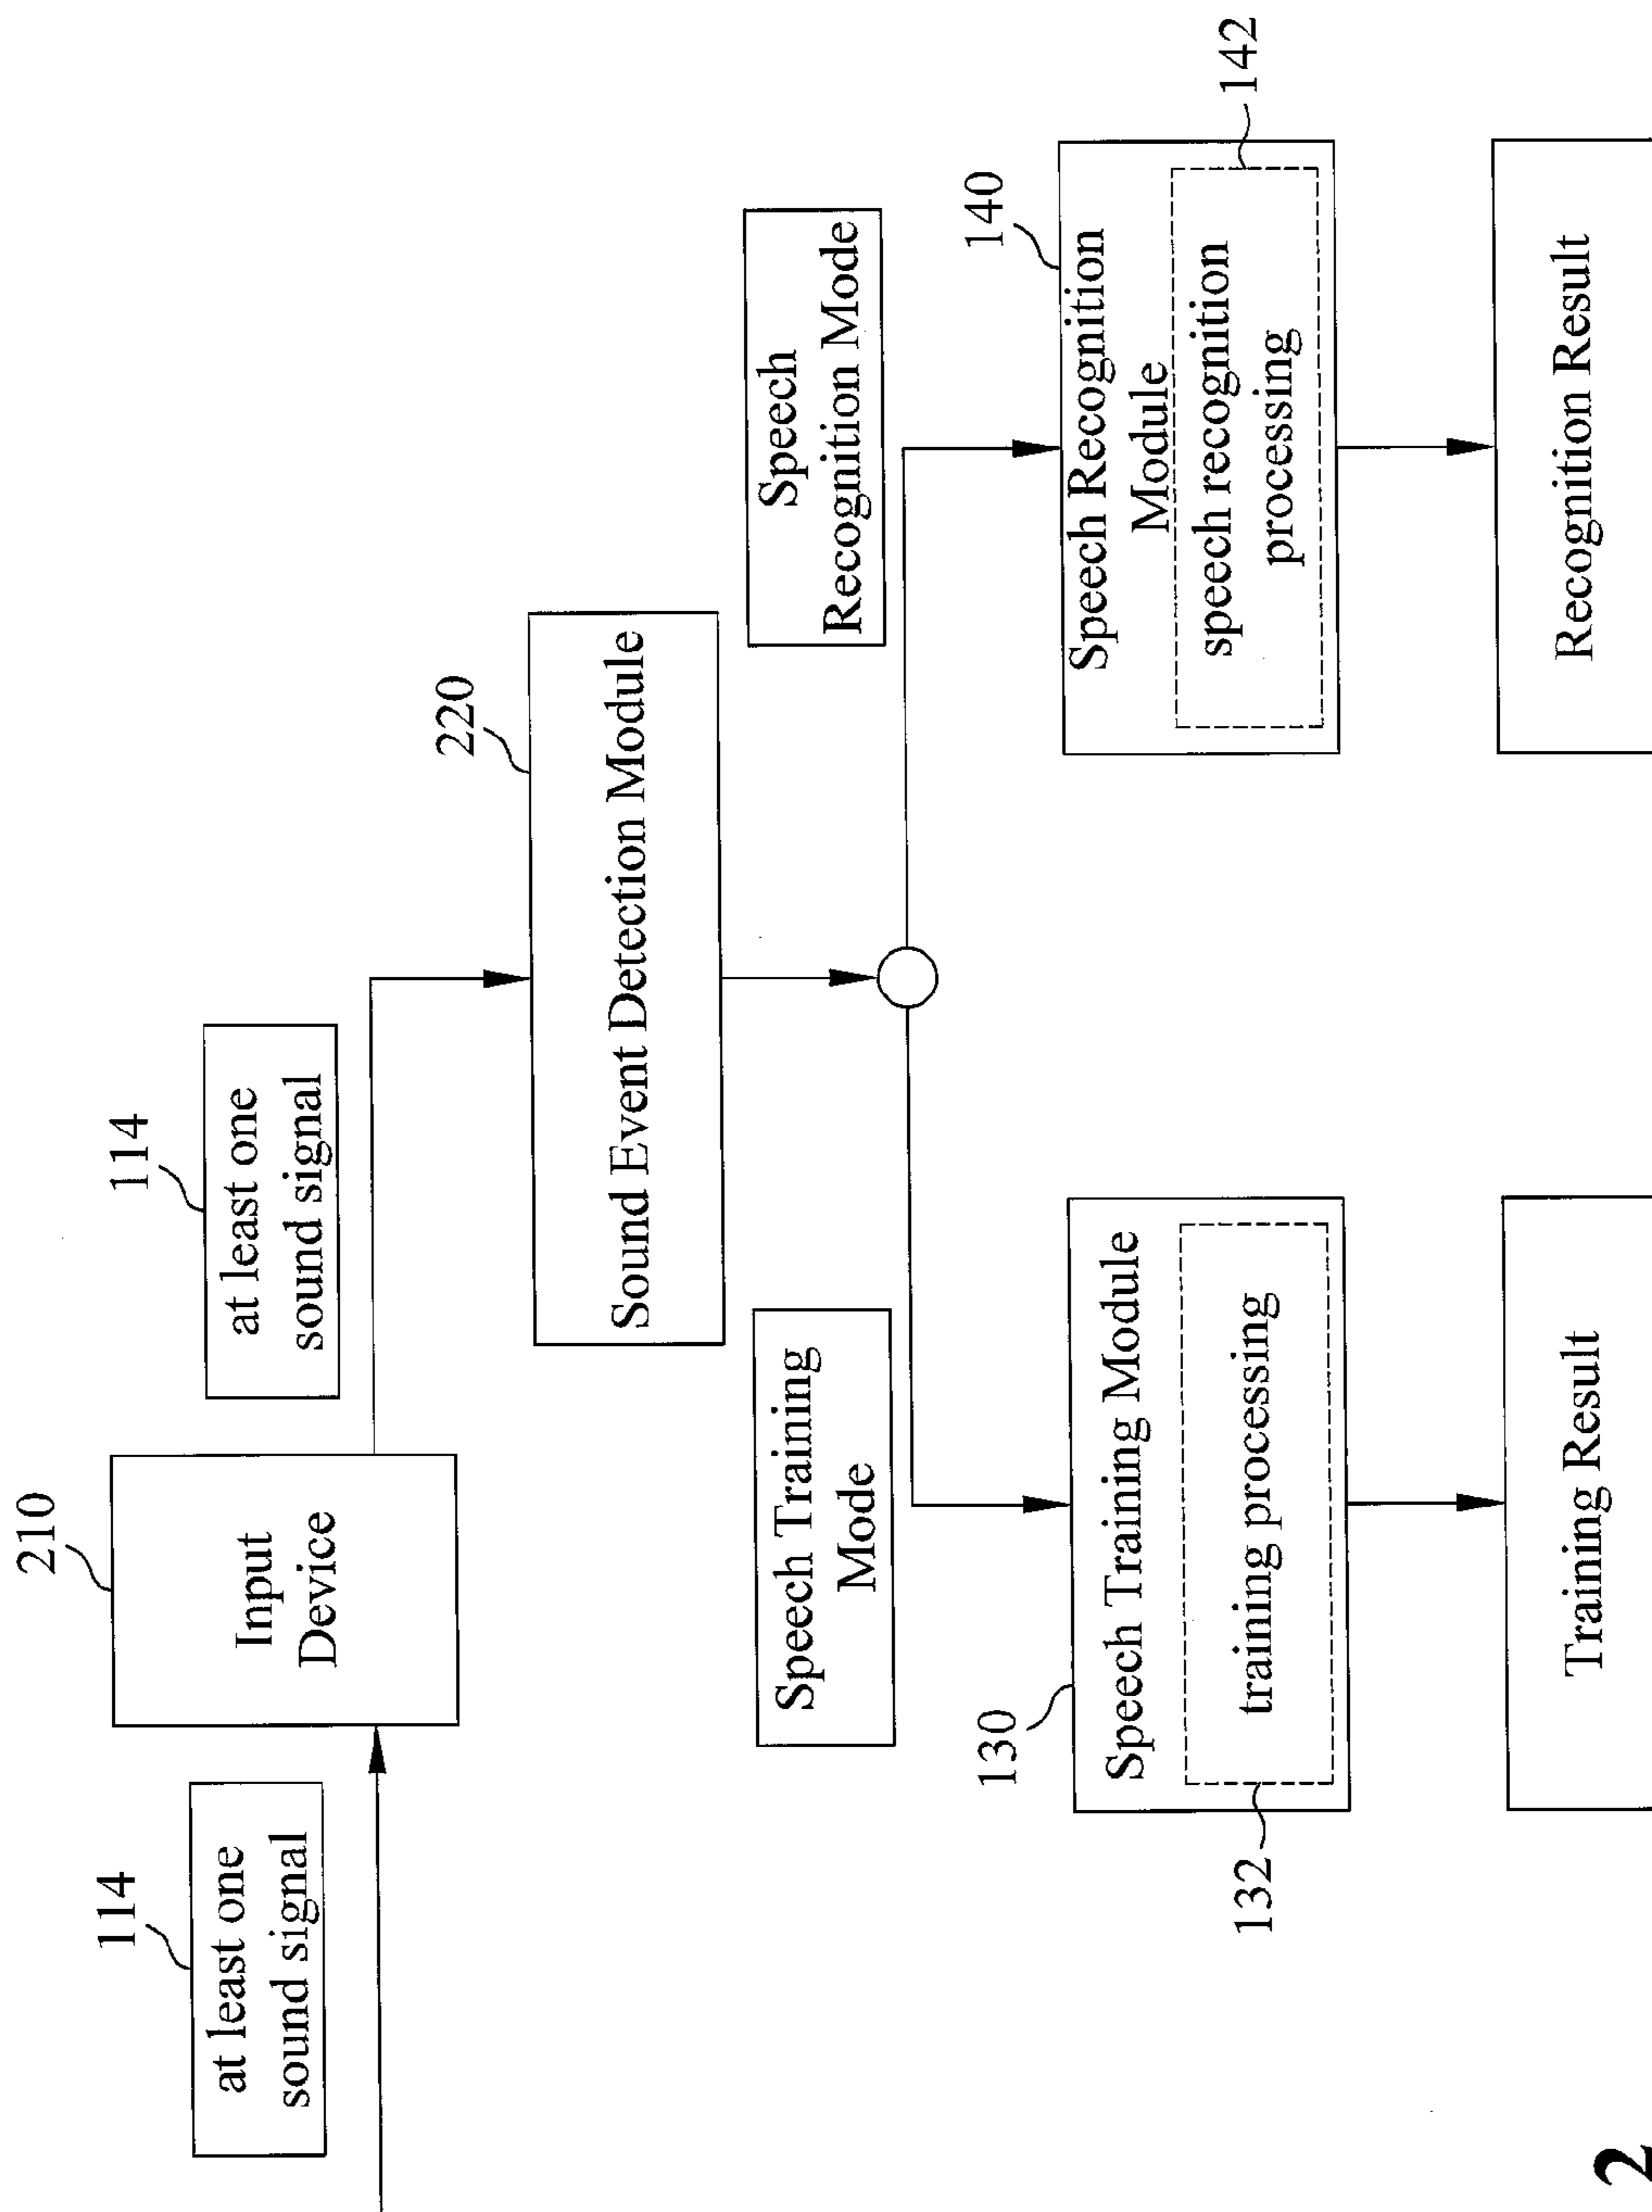 114
at least one
sound signal
210
Input
Device
114
at least one
sound signal
220
Sound Event Detection Module
Speech Training
Mode
Speech
Recognition Mode
130
Speech Training Module
132
training processing
140
Speech Recognition
Module
142
speech recognition
processing
Training Result
Recognition Result
2